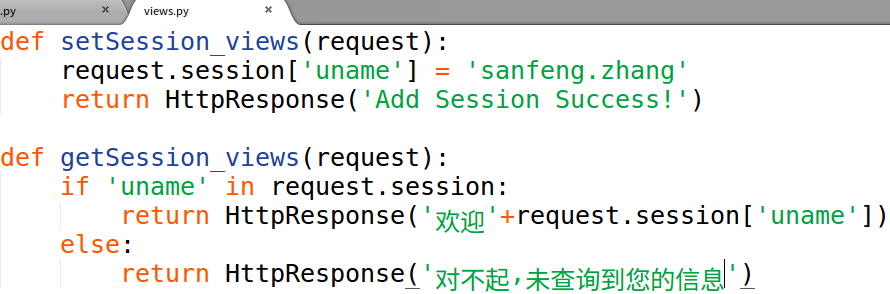 .py × views.py ×
def setSession_views(request):
    request.session['uname'] = 'sanfeng.zhang'
    return HttpResponse('Add Session Success!')
def getSession_views(request):
    if 'uname' in request.session:
        return HttpResponse('欢迎'+request.session['uname'])
    else:
        return HttpResponse('对不起,未查询到您的信息')